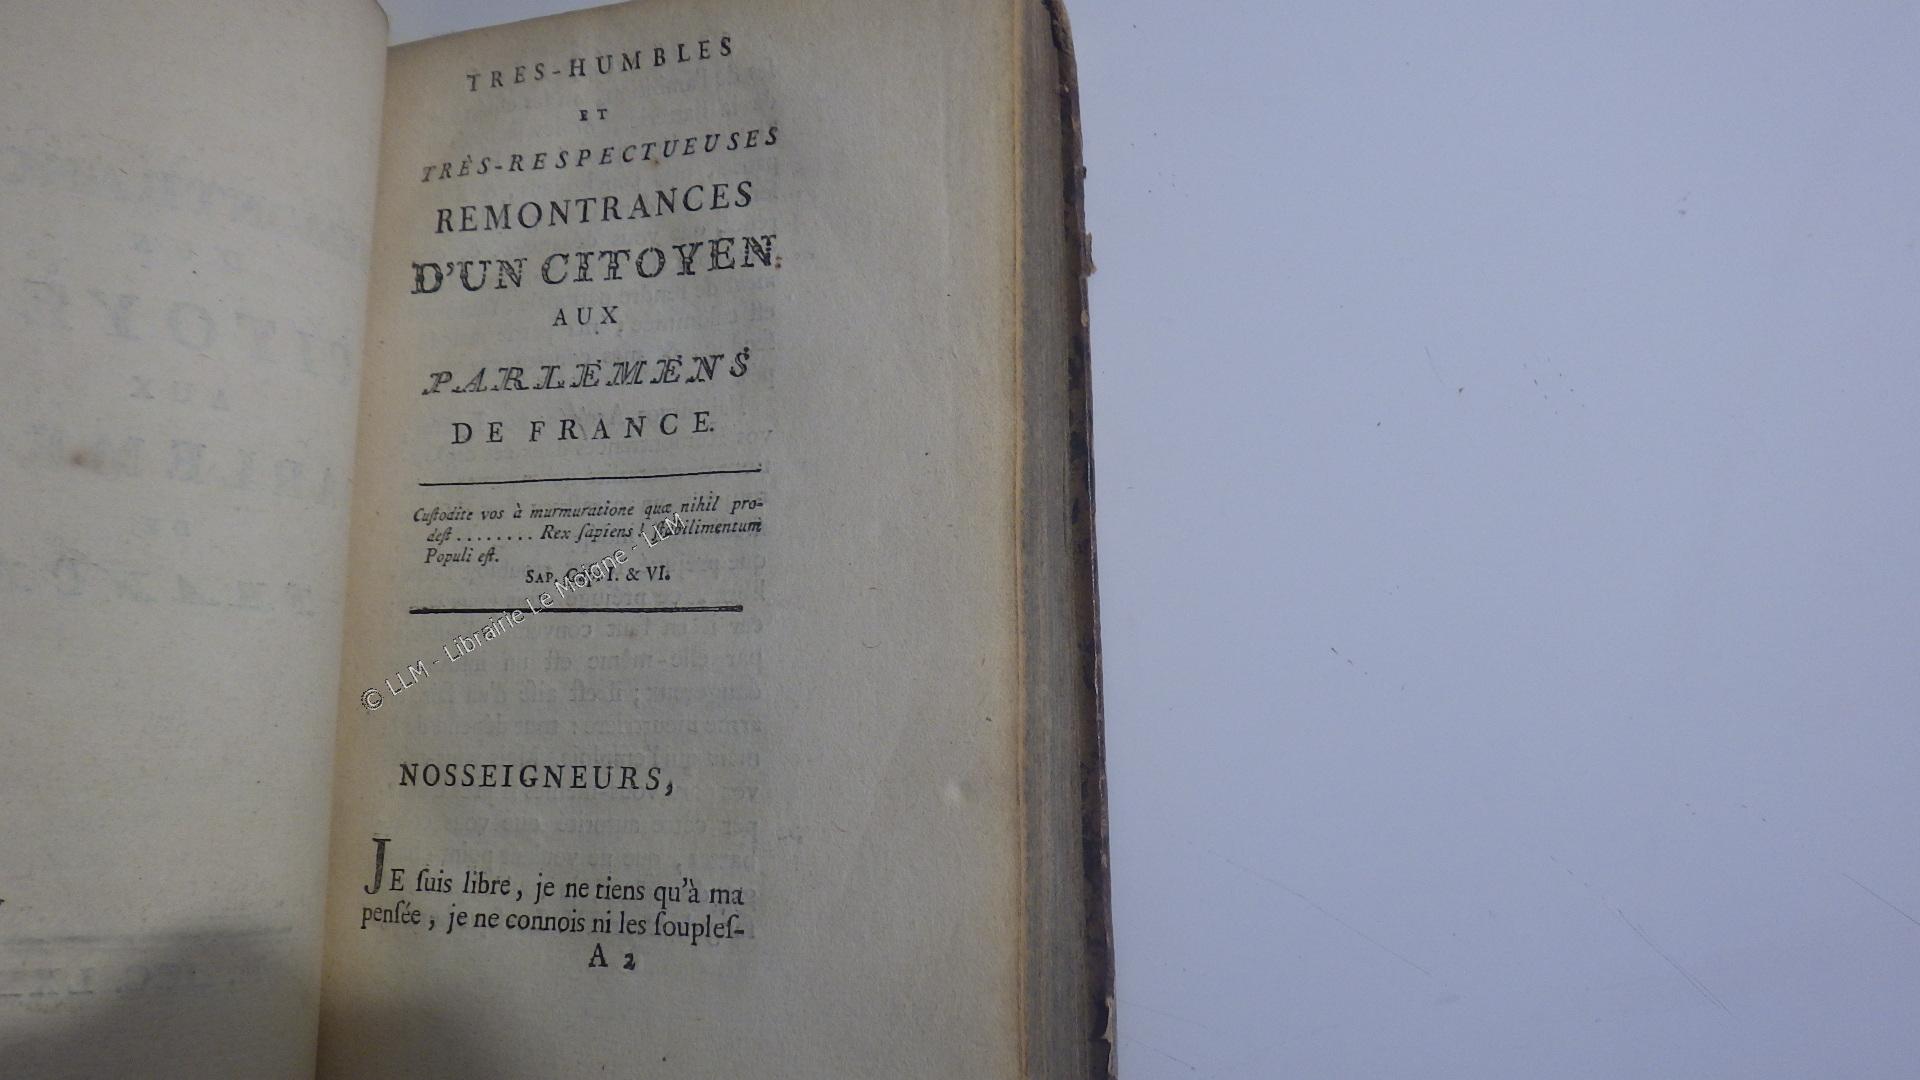 TRES-HUMBLES
ET
TRÈS-RESPECTUEUSES
REMONTRANCES
D'UN CITOYEN
AUX
PARLEMENS
DE FRANCE.
Cuſtodite vos à murmuratione quæ nihil pro-
deſt ........ Rex ſapiens ! ſtabilimentum
Populi eſt.
SAP. & VI.
© LLM - Librairie Le Moigne - LLM
NOSSEIGNEURS,
JE ſuis libre, je ne tiens qu'à ma
penſée, je ne connois ni les ſoupleſ-
A 2